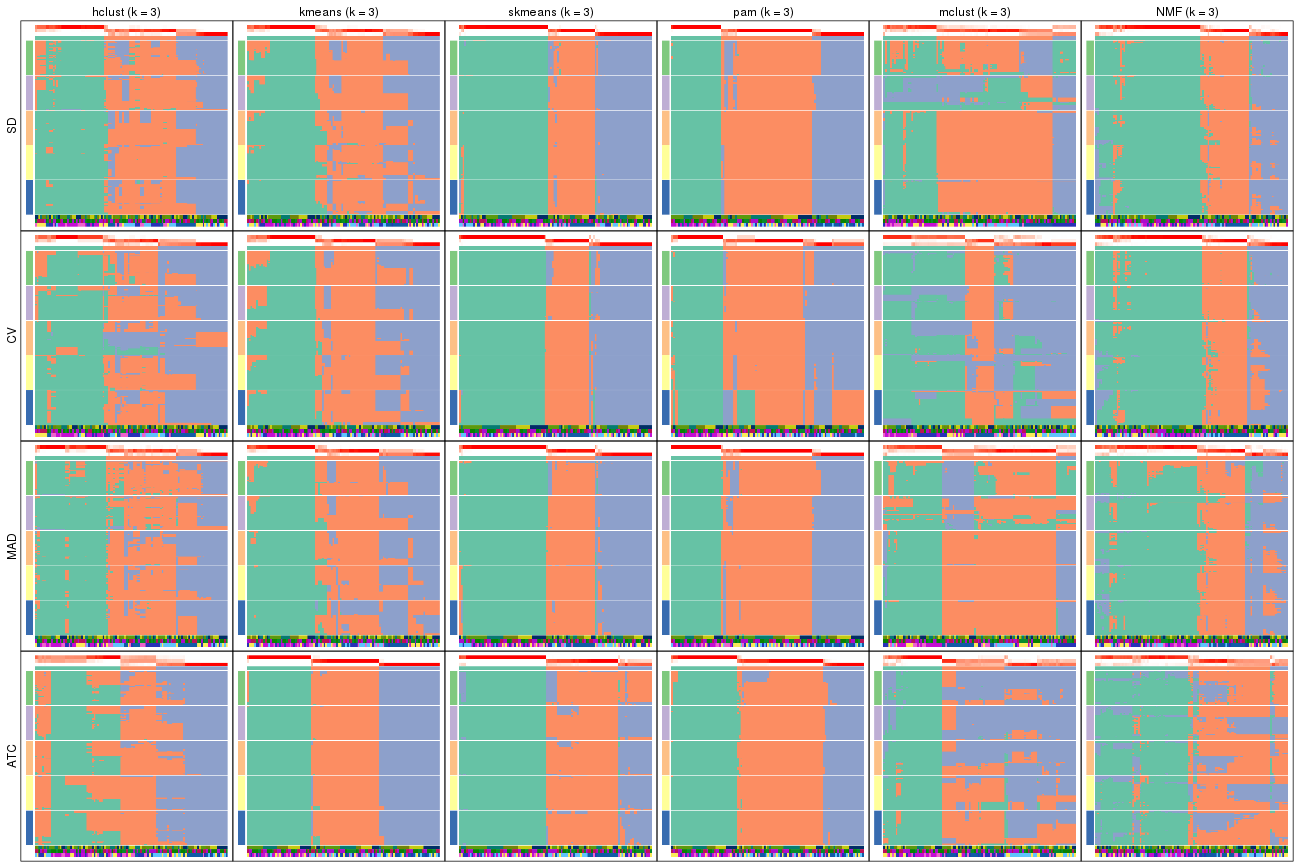 hclust (k = 3)
kmeans (k = 3)
skmeans (k = 3)
pam (k = 3)
mclust (k = 3)
NMF (k = 3)
SD
CV
MAD
ATC